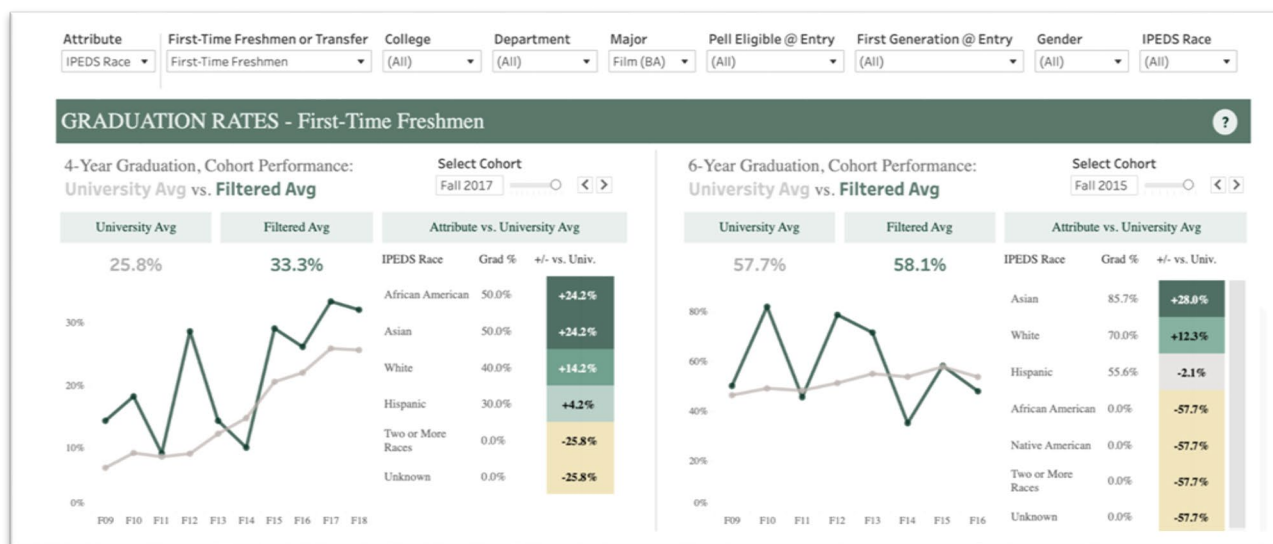 Attribute First-Time Freshmen or Transfer College Department Major Pell Eligible @ Entry First Generation @ Entry Gender IPEDS Race
IPEDS Race First-Time Freshmen (All) (All) Film (BA) (All) (All) (All) (All)
GRADUATION RATES - First-Time Freshmen ?
4-Year Graduation, Cohort Performance:
University Avg vs. Filtered Avg
Select Cohort
Fall 2017
University Avg Filtered Avg Attribute vs. University Avg
25.8% 33.3%
30%
20%
10%
0%
F09 F10 F11 F12 F13 F14 F15 F16 F17 F18
IPEDS Race Grad % +/- vs. Univ.
African American 50.0% +24.2%
Asian 50.0% +24.2%
White 40.0% +14.2%
Hispanic 30.0% +4.2%
Two or More
Races 0.0% -25.8%
Unknown 0.0% -25.8%
6-Year Graduation, Cohort Performance:
University Avg vs. Filtered Avg
Select Cohort
Fall 2015
University Avg Filtered Avg Attribute vs. University Avg
57.7% 58.1%
80%
60%
40%
20%
0%
F09 F10 F11 F12 F13 F14 F15 F16
IPEDS Race Grad % +/- vs. Univ.
Asian 85.7% +28.0%
White 70.0% +12.3%
Hispanic 55.6% -2.1%
African American 0.0% -57.7%
Native American 0.0% -57.7%
Two or More
Races 0.0% -57.7%
Unknown 0.0% -57.7%